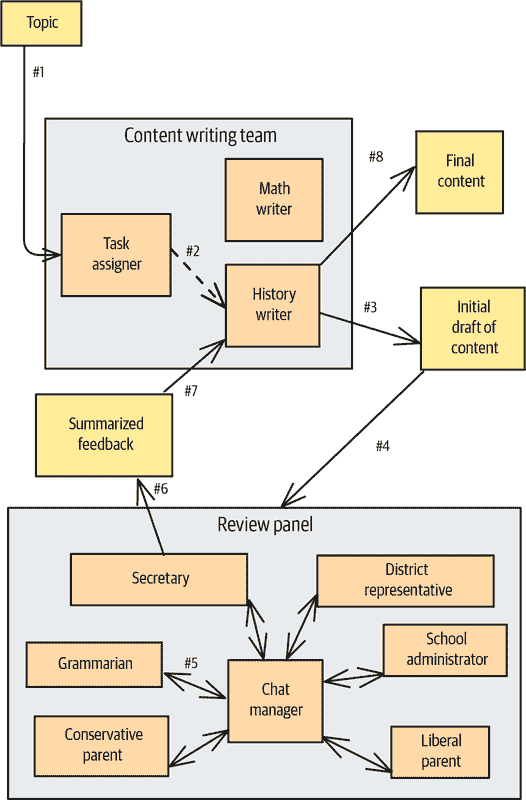 Topic
#1
Content writing team
#8
Final
content
Math
writer
Task
assigner
#2
History
writer
#3
Initial
draft of
content
#7
Summarized
feedback
#4
#6
Review panel
Secretary
District
representative
School
administrator
Grammarian
#5
Chat
manager
Conservative
parent
Liberal
parent